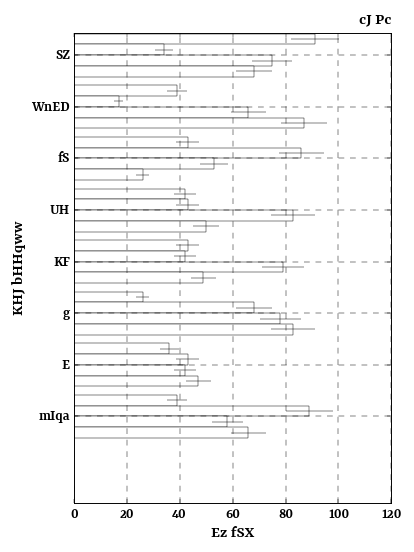 cJ Pc
SZ
WnED
fS
UH
KF
g
E
mIqa
KHJ bHHqww
0 20 40 60 80 100 120
Ez fSX